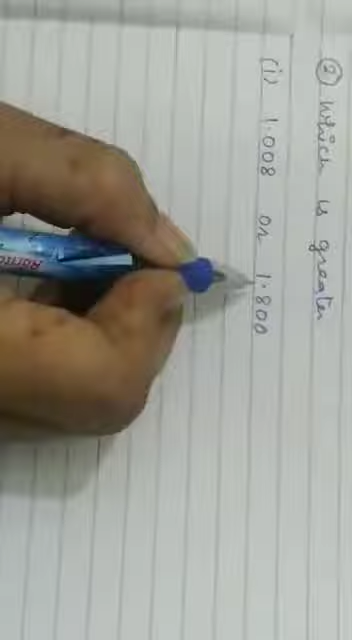 ② Which is greater
(i) 1.008 or 1.800